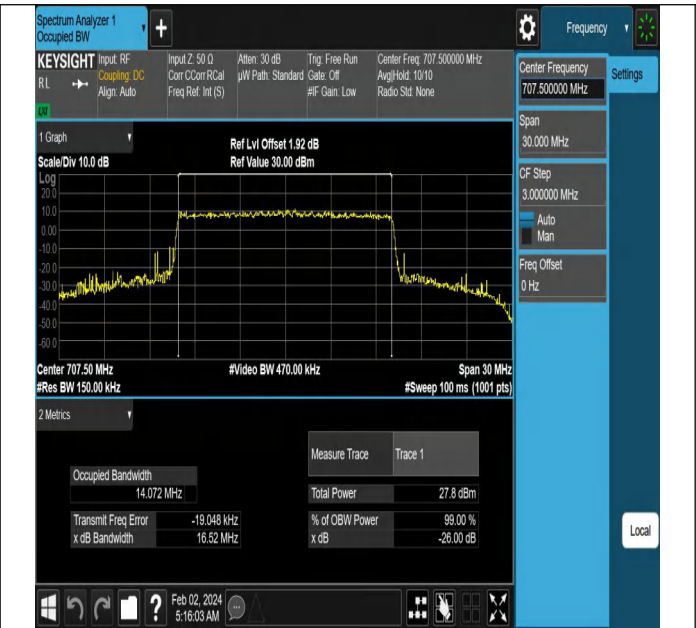 Spectrum Analyzer 1
Occupied BW
Frequency
KEYSIGHT
RL
Input: RF
Coupling: DC
Align: Auto
Input Z: 50 Ω
Corr CCorr RCal
Freq Ref: Int (S)
Atten: 30 dB
µW Path: Standard
Trig: Free Run
Gate: Off
#IF Gain: Low
Center Freq: 707.500000 MHz
Avg|Hold: 10/10
Radio Std: None
LXI
Center Frequency
707.500000 MHz
Settings
Span
30.000 MHz
CF Step
3.000000 MHz
Auto
Man
Freq Offset
0 Hz
1 Graph
Scale/Div 10.0 dB
Ref Lvl Offset 1.92 dB
Ref Value 30.00 dBm
Log
20.0
10.0
0.00
-10.0
-20.0
-30.0
-40.0
-50.0
-60.0
Center 707.50 MHz
#Video BW 470.00 kHz
Span 30 MHz
#Res BW 150.00 kHz
#Sweep 100 ms (1001 pts)
2 Metrics
Measure Trace
Trace 1
Occupied Bandwidth
14.072 MHz
Total Power
27.8 dBm
Transmit Freq Error
-19.048 kHz
% of OBW Power
99.00 %
x dB Bandwidth
16.52 MHz
x dB
-26.00 dB
Local
?
Feb 02, 2024
5:16:03 AM